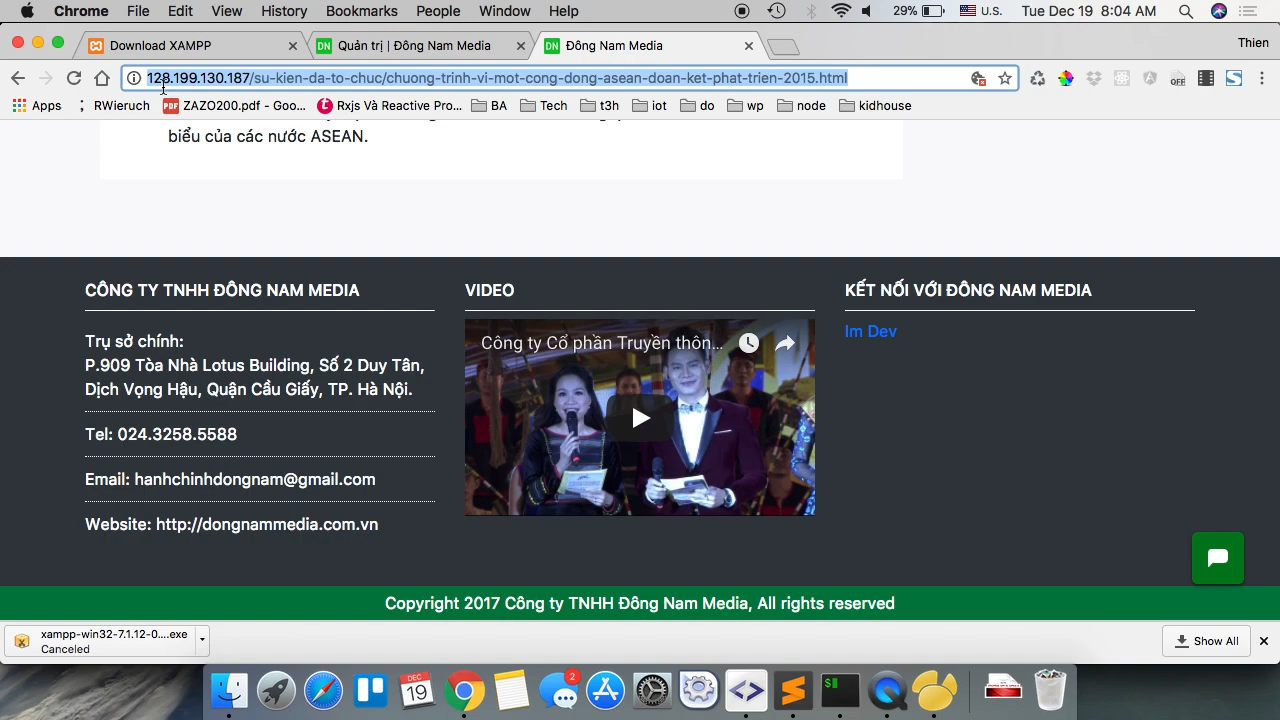 Chrome File Edit View History Bookmarks People Window Help 29% U.S. Tue Dec 19 8:04 AM
Download XAMPP Quản trị | Đông Nam Media Đông Nam Media Thien
128.199.130.187/su-kien-da-to-chuc/chuong-trinh-vi-mot-cong-dong-asean-doan-ket-phat-trien-2015.html
Apps RWieruch ZAZO200.pdf - Goo... Rxjs Và Reactive Pro... BA Tech t3h iot do wp node kidhouse
biểu của các nước ASEAN.
CÔNG TY TNHH ĐÔNG NAM MEDIA
Trụ sở chính:
P.909 Tòa Nhà Lotus Building, Số 2 Duy Tân,
Dịch Vọng Hậu, Quận Cầu Giấy, TP. Hà Nội.
Tel: 024.3258.5588
Email: hanhchinhdongnam@gmail.com
Website: http://dongnammedia.com.vn
VIDEO
Công ty Cổ phần Truyền thôn...
KẾT NỐI VỚI ĐÔNG NAM MEDIA
Im Dev
Copyright 2017 Công ty TNHH Đông Nam Media, All rights reserved
xampp-win32-7.1.12-0....exe
Canceled
Show All
DEC
19
2